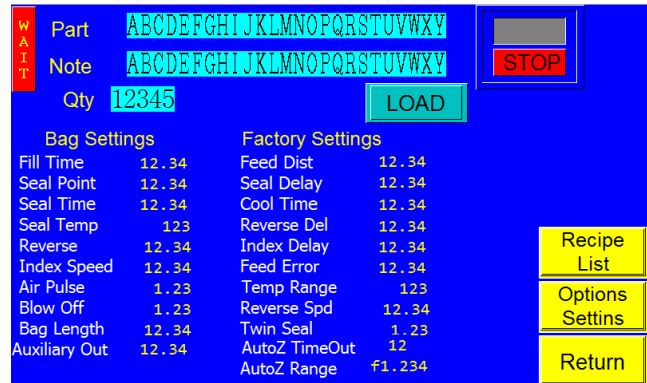 WAIT
Part ABCDEFGHIJKLMNOPQRSTUVWXY
Note ABCDEFGHIJKLMNOPQRSTUVWXY
STOP
Qty 12345
LOAD
Bag Settings Factory Settings
Fill Time 12.34 Feed Dist 12.34
Seal Point 12.34 Seal Delay 12.34
Seal Time 12.34 Cool Time 12.34
Seal Temp 123 Reverse Del 12.34
Reverse 12.34 Index Delay 12.34
Index Speed 12.34 Feed Error 12.34
Air Pulse 1.23 Temp Range 123
Blow Off 1.23 Reverse Spd 12.34
Bag Length 12.34 Twin Seal 1.23
Auxiliary Out 12.34 AutoZ TimeOut 12
AutoZ Range f1.234
Recipe
List
Options
Settins
Return